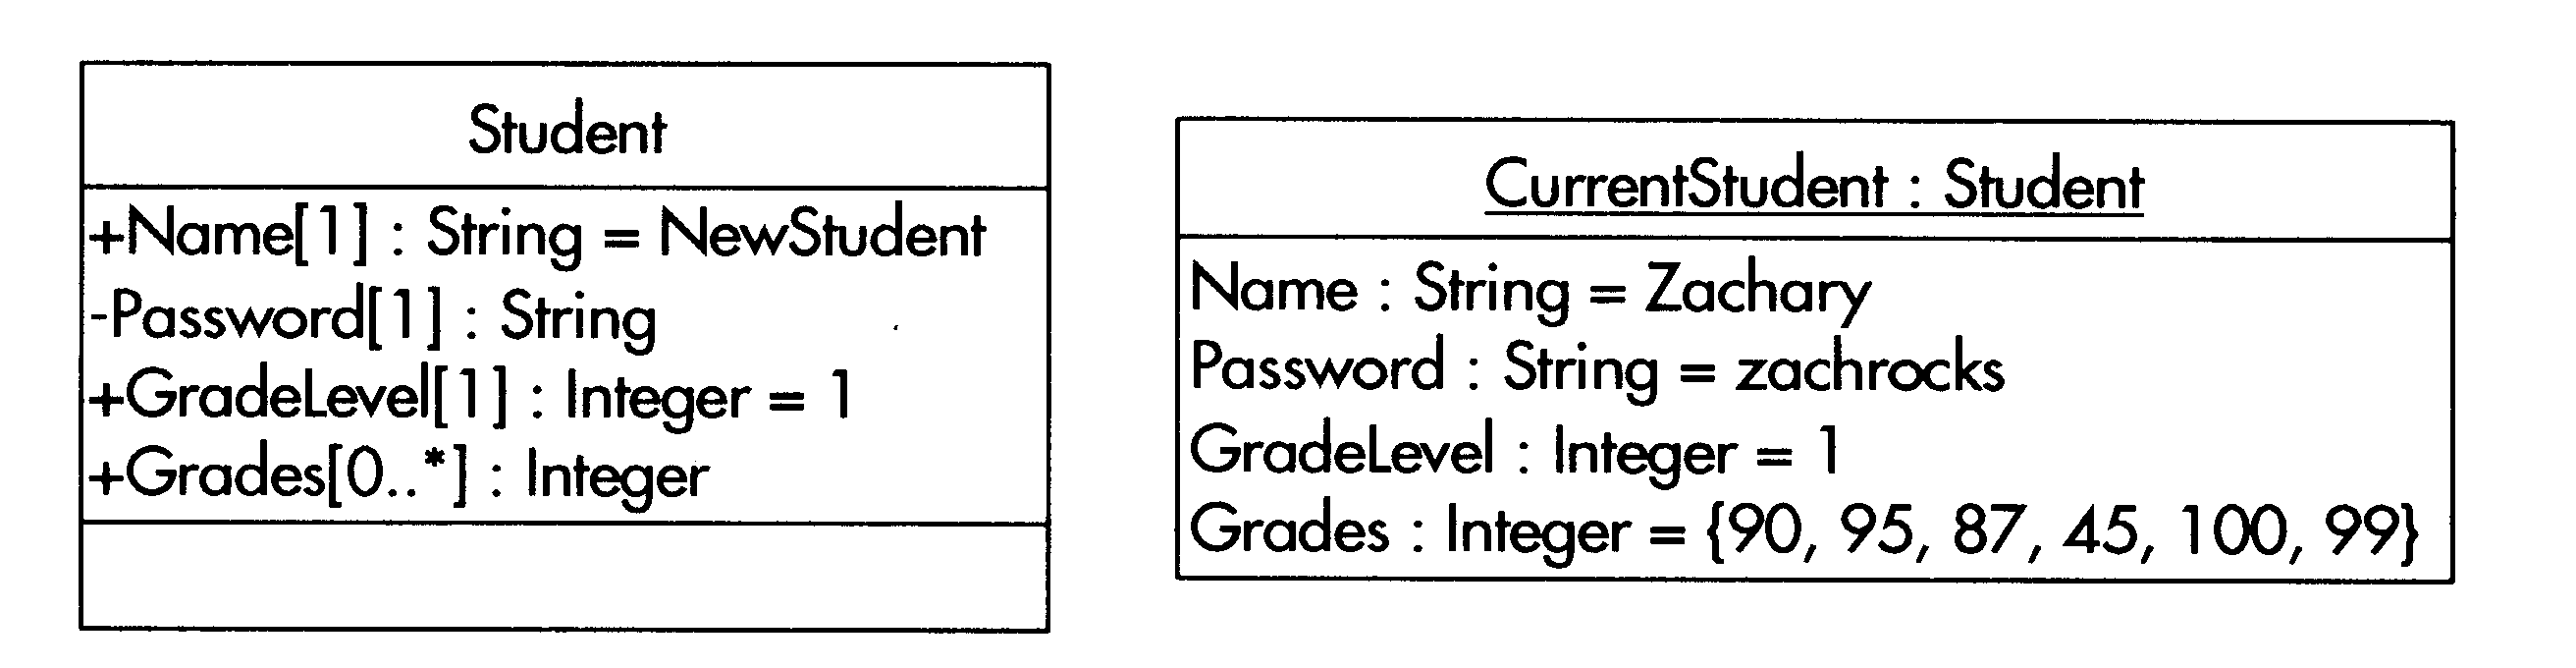 Student
+Name[1] : String = NewStudent
-Password[1] : String
+GradeLevel[1] : Integer = 1
+Grades[0..*] : Integer
CurrentStudent : Student
Name : String = Zachary
Password : String = zachrocks
GradeLevel : Integer = 1
Grades : Integer = {90, 95, 87, 45, 100, 99}